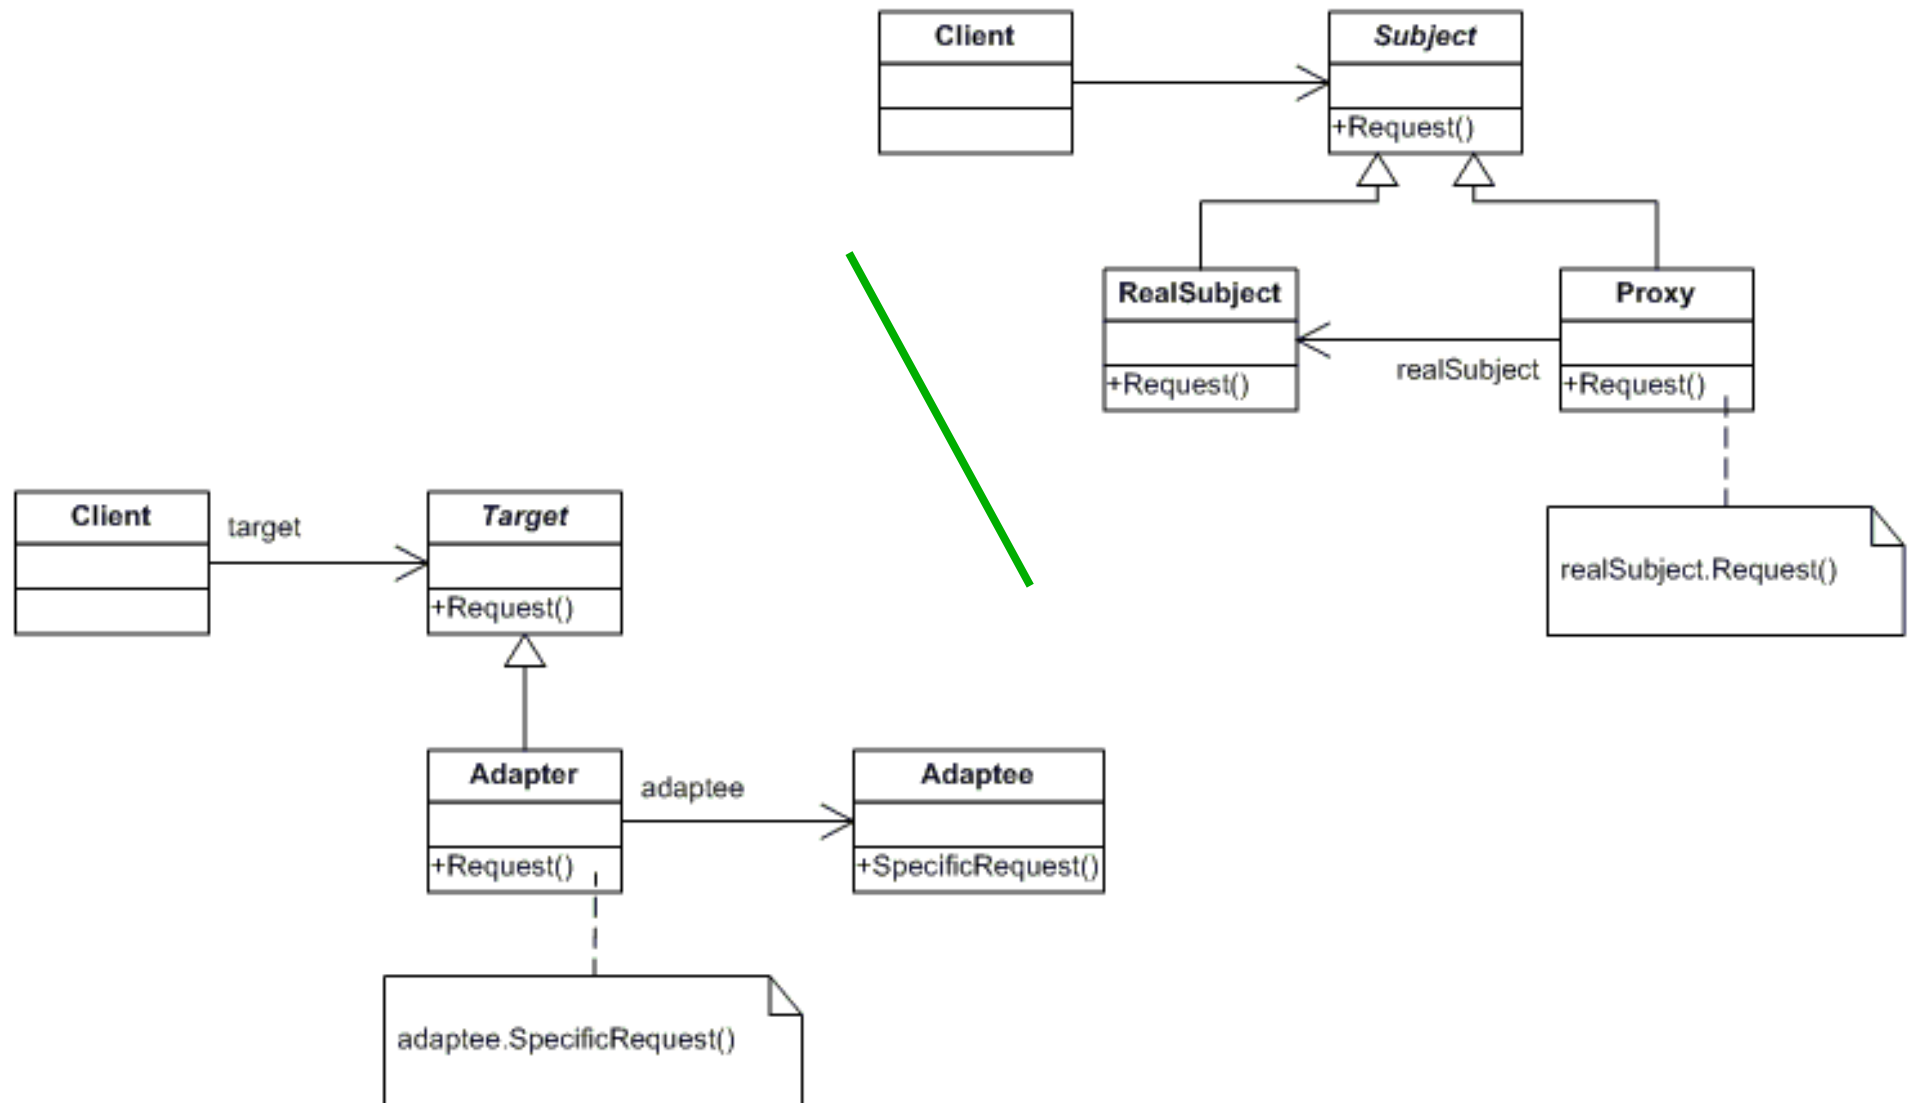 Client
Subject
+Request()
RealSubject
+Request()
realSubject
Proxy
+Request()
realSubject.Request()
Client
target
Target
+Request()
Adapter
+Request()
adaptee
Adaptee
+SpecificRequest()
adaptee.SpecificRequest()